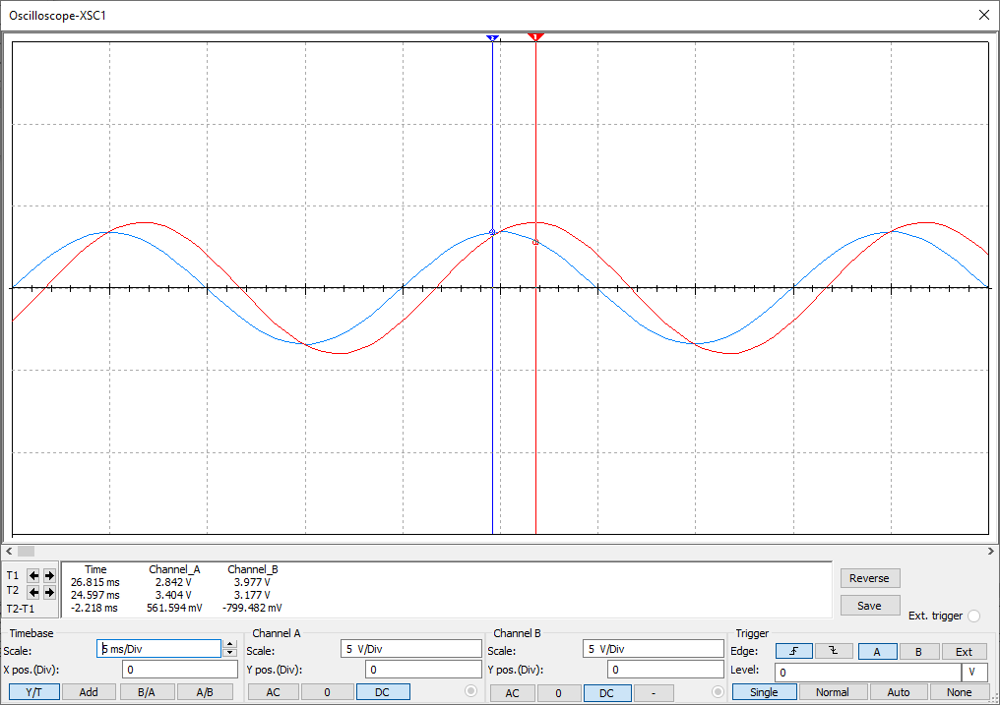 Oscilloscope-XSC1
2 1
T1
T2
T2-T1
Time Channel_A Channel_B
26.815 ms 2.842 V 3.977 V
24.597 ms 3.404 V 3.177 V
-2.218 ms 561.594 mV -799.482 mV
Reverse
Save
Ext. trigger
Timebase
Scale: 5 ms/Div
X pos.(Div): 0
Y/T Add B/A A/B
Channel A
Scale: 5 V/Div
Y pos.(Div): 0
AC 0 DC
Channel B
Scale: 5 V/Div
Y pos.(Div): 0
AC 0 DC -
Trigger
Edge: A B Ext
Level: 0 V
Single Normal Auto None